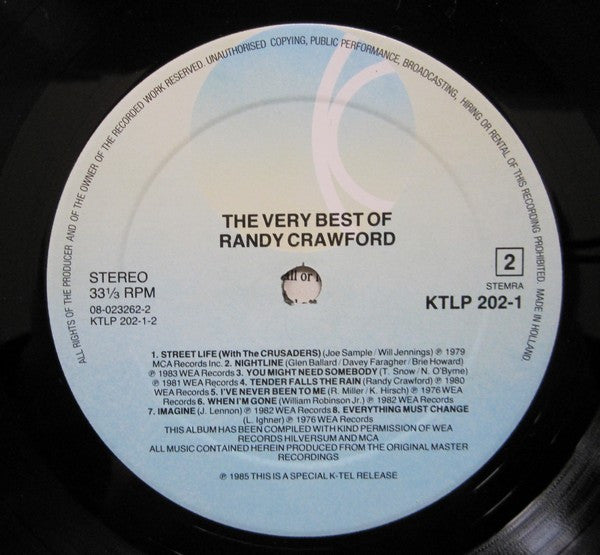 ALL RIGHTS OF THE PRODUCER AND OF THE OWNER OF THE RECORDED WORK RESERVED. UNAUTHORISED COPYING, PUBLIC PERFORMANCE, BROADCASTING, HIRING OR RENTAL OF THIS RECORDING PROHIBITED. MADE IN HOLLAND.
THE VERY BEST OF
RANDY CRAWFORD
STEREO
33⅓ RPM
08-023262-2
KTLP 202-1-2
2
STEMRA
KTLP 202-1
1. STREET LIFE (With The CRUSADERS) (Joe Sample / Will Jennings) ℗ 1979
MCA Records Inc. 2. NIGHTLINE (Glen Ballard / Davey Faragher / Brie Howard)
℗ 1983 WEA Records 3. YOU MIGHT NEED SOMEBODY (T. Snow / N. O'Byrne)
℗ 1981 WEA Records 4. TENDER FALLS THE RAIN (Randy Crawford) ℗ 1980
WEA Records 5. I'VE NEVER BEEN TO ME (R. Miller / K. Hirsch) ℗ 1976 WEA
Records 6. WHEN I'M GONE (William Robinson Jr.) ℗ 1982 WEA Records
7. IMAGINE (J. Lennon) ℗ 1982 WEA Records 8. EVERYTHING MUST CHANGE
(L. Ighner) ℗ 1976 WEA Records
THIS ALBUM HAS BEEN COMPILED WITH KIND PERMISSION OF WEA
RECORDS HILVERSUM AND MCA
ALL MUSIC CONTAINED HEREIN PRODUCED FROM THE ORIGINAL MASTER
RECORDINGS
℗ 1985 THIS IS A SPECIAL K-TEL RELEASE